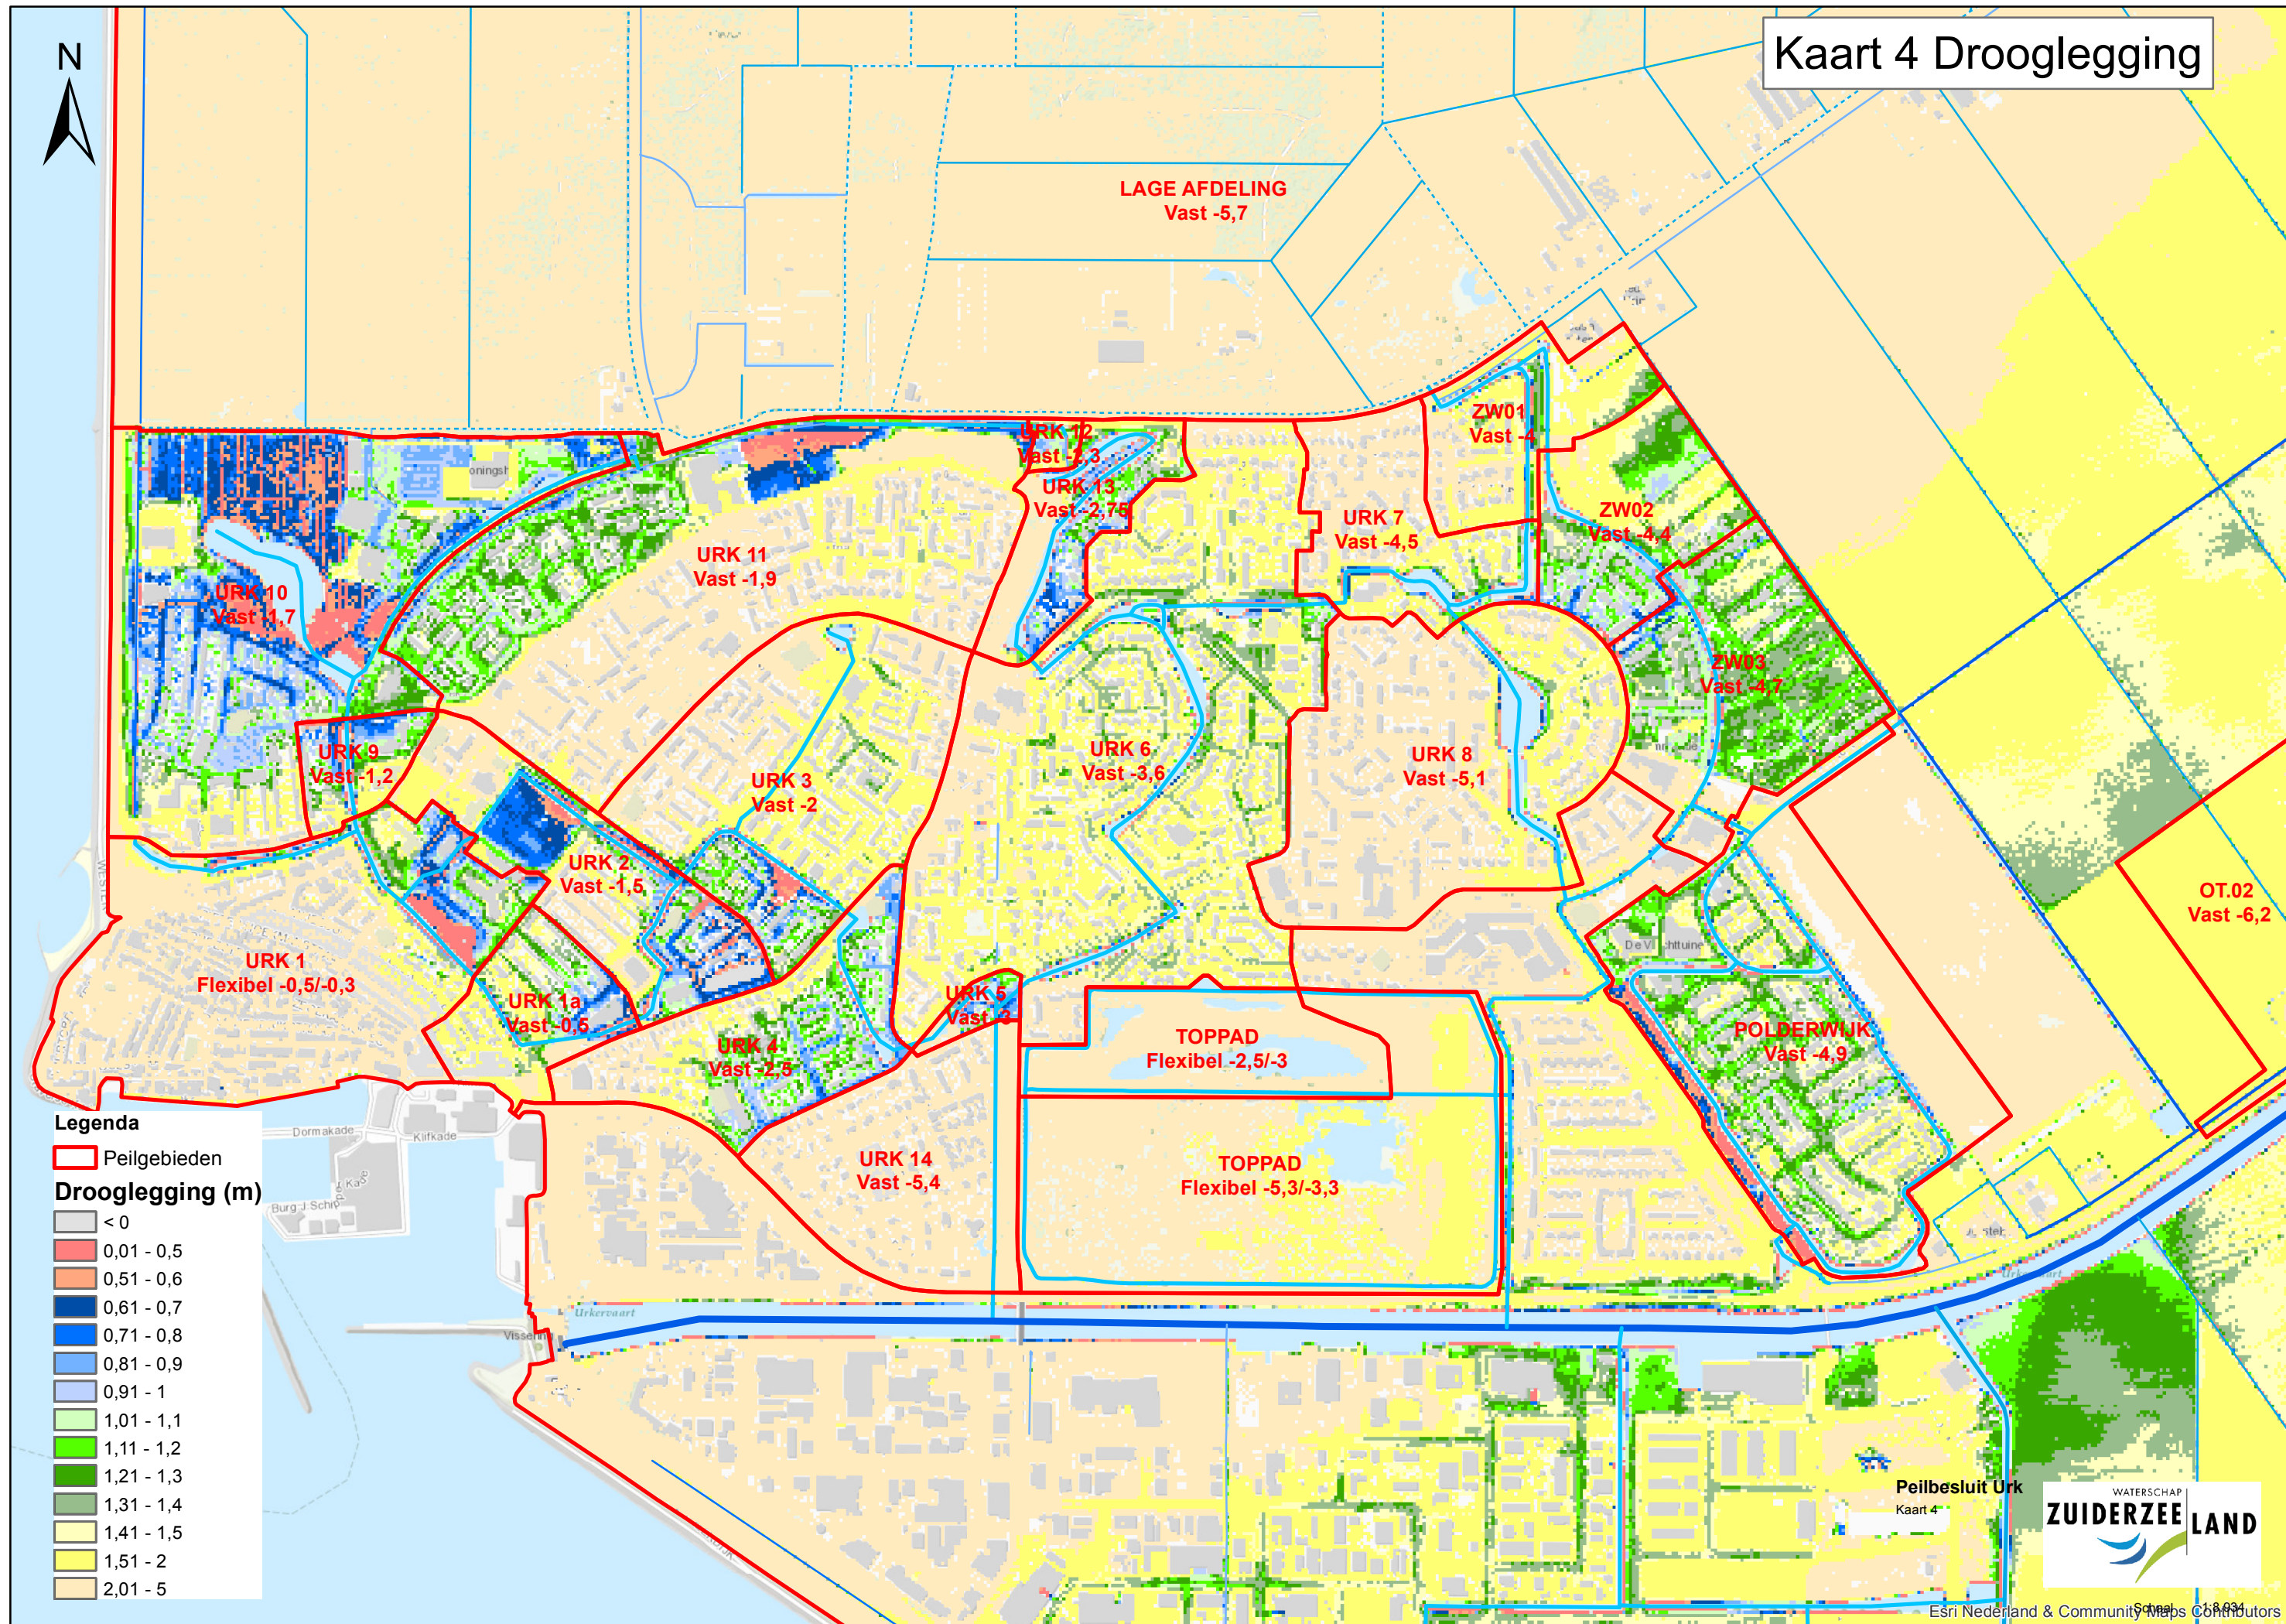 Kaart 4 Drooglegging
N
LAGE AFDELING
Vast -5,7
ZW01
Vast -4
URK 12
Vast -2,3
URK 13
Vast -2,75
URK 7
Vast -4,5
ZW02
Vast -4,4
URK 11
Vast -1,9
URK 10
Vast -1,7
ZW03
Vast -4,7
URK 9
Vast -1,2
URK 3
Vast -2
URK 6
Vast -3,6
URK 8
Vast -5,1
URK 2
Vast -1,5
OT.02
Vast -6,2
URK 1
Flexibel -0,5/-0,3
URK 1a
Vast -0,5
URK 5
Vast -3
URK 4
Vast -2,5
TOPPAD
Flexibel -2,5/-3
POLDERWIJK
Vast -4,9
URK 14
Vast -5,4
TOPPAD
Flexibel -5,3/-3,3
Dormakade
Klifkade
Urkervaart
Legenda
Peilgebieden
Drooglegging (m)
< 0
0,01 - 0,5
0,51 - 0,6
0,61 - 0,7
0,71 - 0,8
0,81 - 0,9
0,91 - 1
1,01 - 1,1
1,11 - 1,2
1,21 - 1,3
1,31 - 1,4
1,41 - 1,5
1,51 - 2
2,01 - 5
Peilbesluit Urk
Kaart 4
WATERSCHAP
ZUIDERZEELAND
Esri Nederland & Community Maps Contributors